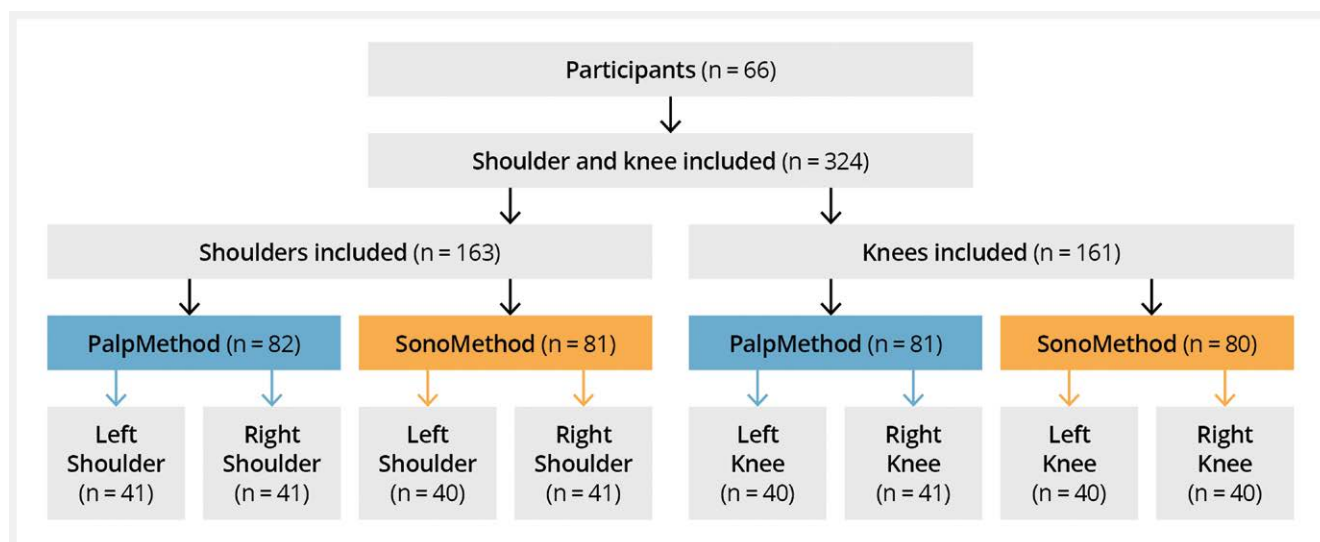 Participants (n = 66)
Shoulder and knee included (n = 324)
Shoulders included (n = 163)
Knees included (n = 161)
PalpMethod (n = 82)
SonoMethod (n = 81)
PalpMethod (n = 81)
SonoMethod (n = 80)
Left
Shoulder
(n = 41)
Right
Shoulder
(n = 41)
Left
Shoulder
(n = 40)
Right
Shoulder
(n = 41)
Left
Knee
(n = 40)
Right
Knee
(n = 41)
Left
Knee
(n = 40)
Right
Knee
(n = 40)